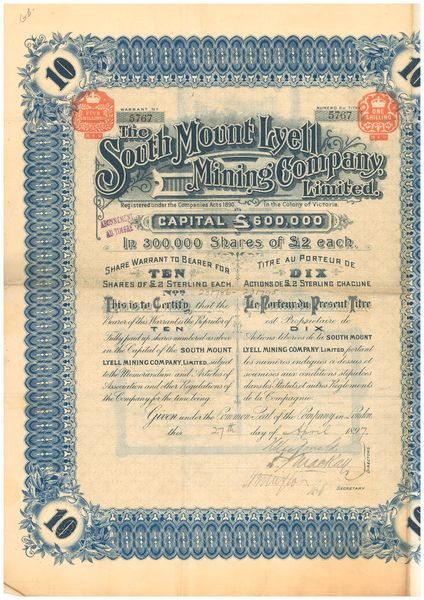 10
10
WARRANT Nº
5767
NUMERO DU TITRE
5767
FIVE
SHILLINGS
ONE
SHILLING
The
South Mount Lyell
Mining Company,
Limited.
Registered under the Companies Acts 1890, in the Colony of Victoria.
ABONNEMENT
AU TIMBRE
CAPITAL £600,000
In 300,000 Shares of £2 each.
SHARE WARRANT TO BEARER FOR
TEN
SHARES OF £2 STERLING EACH.
TITRE AU PORTEUR DE
DIX
ACTIONS DE £2 STERLING CHACUNE
This is to Certify that the
Bearer of this Warrant is the Proprietor of
TEN
Fully paid up shares numbered as above
in the Capital of the SOUTH MOUNT
LYELL MINING COMPANY, LIMITED, subject
to the Memorandum and Articles of
Association and other Regulations of
the Company for the time being.
Le Porteur du Présent Titre
est Propriétaire de
DIX
Actions libérées de la SOUTH MOUNT
LYELL MINING COMPANY, LIMITED, portant
les numéros indiqués ci dessus et
soumises aux conditions stipulées
dans les Statuts et autres Règlements
de la Compagnie.
Given under the Common Seal of the Company in London,
this 27th day of April 1897.
DIRECTORS
SECRETARY
10
10